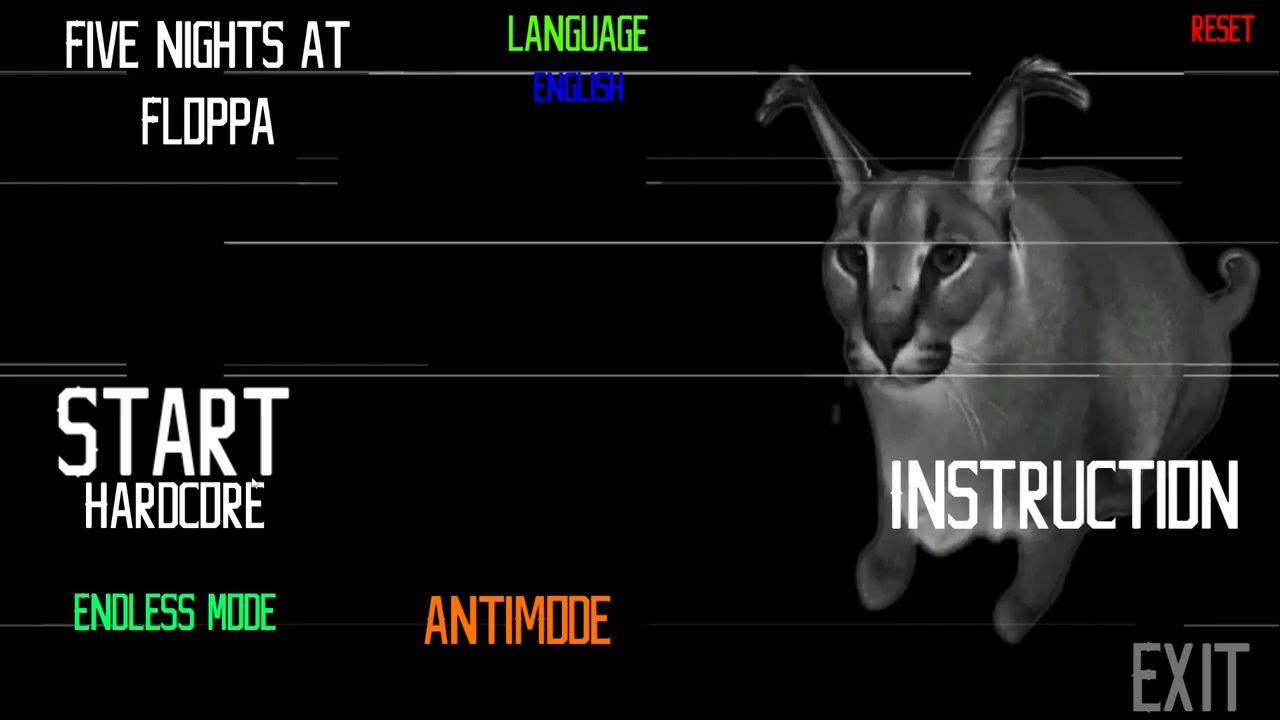 FIVE NIGHTS AT
FLOPPA
LANGUAGE
ENGLISH
RESET
START
HARDCORE
INSTRUCTION
ENDLESS MODE
ANTIMODE
EXIT